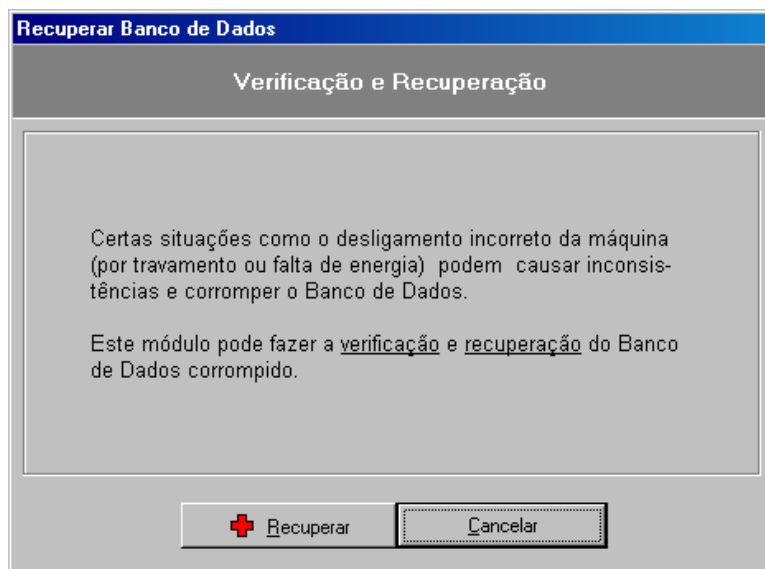 Recuperar Banco de Dados
Verificação e Recuperação
Certas situações como o desligamento incorreto da máquina
(por travamento ou falta de energia) podem causar inconsis-
tências e corromper o Banco de Dados.
Este módulo pode fazer a verificação e recuperação do Banco
de Dados corrompido.
Recuperar
Cancelar